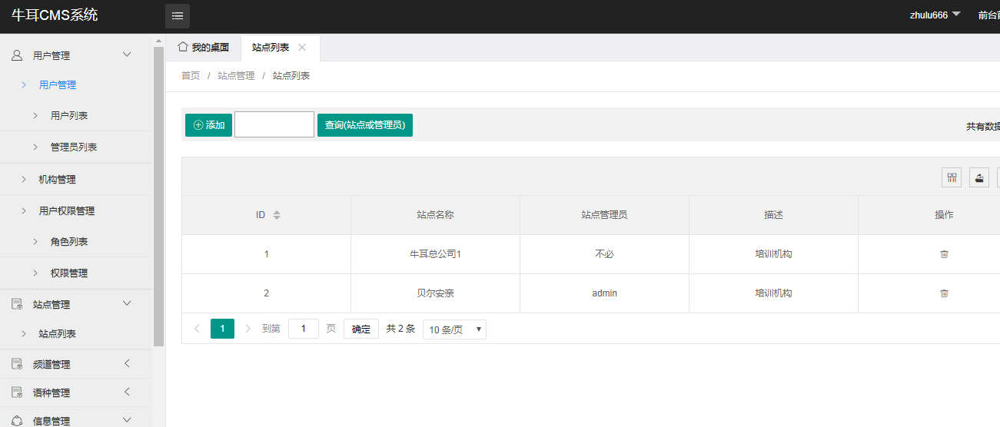 牛耳CMS系统
zhulu666
前台
用户管理
用户管理
用户列表
管理员列表
机构管理
用户权限管理
角色列表
权限管理
站点管理
站点列表
频道管理
语种管理
信息管理
我的桌面 站点列表
首页 / 站点管理 / 站点列表
添加 查询(站点或管理员) 共有数据
ID 站点名称 站点管理员 描述 操作
1 牛耳总公司1 不必 培训机构
2 贝尔安亲 admin 培训机构
1 到第 1 页 确定 共 2 条 10 条/页